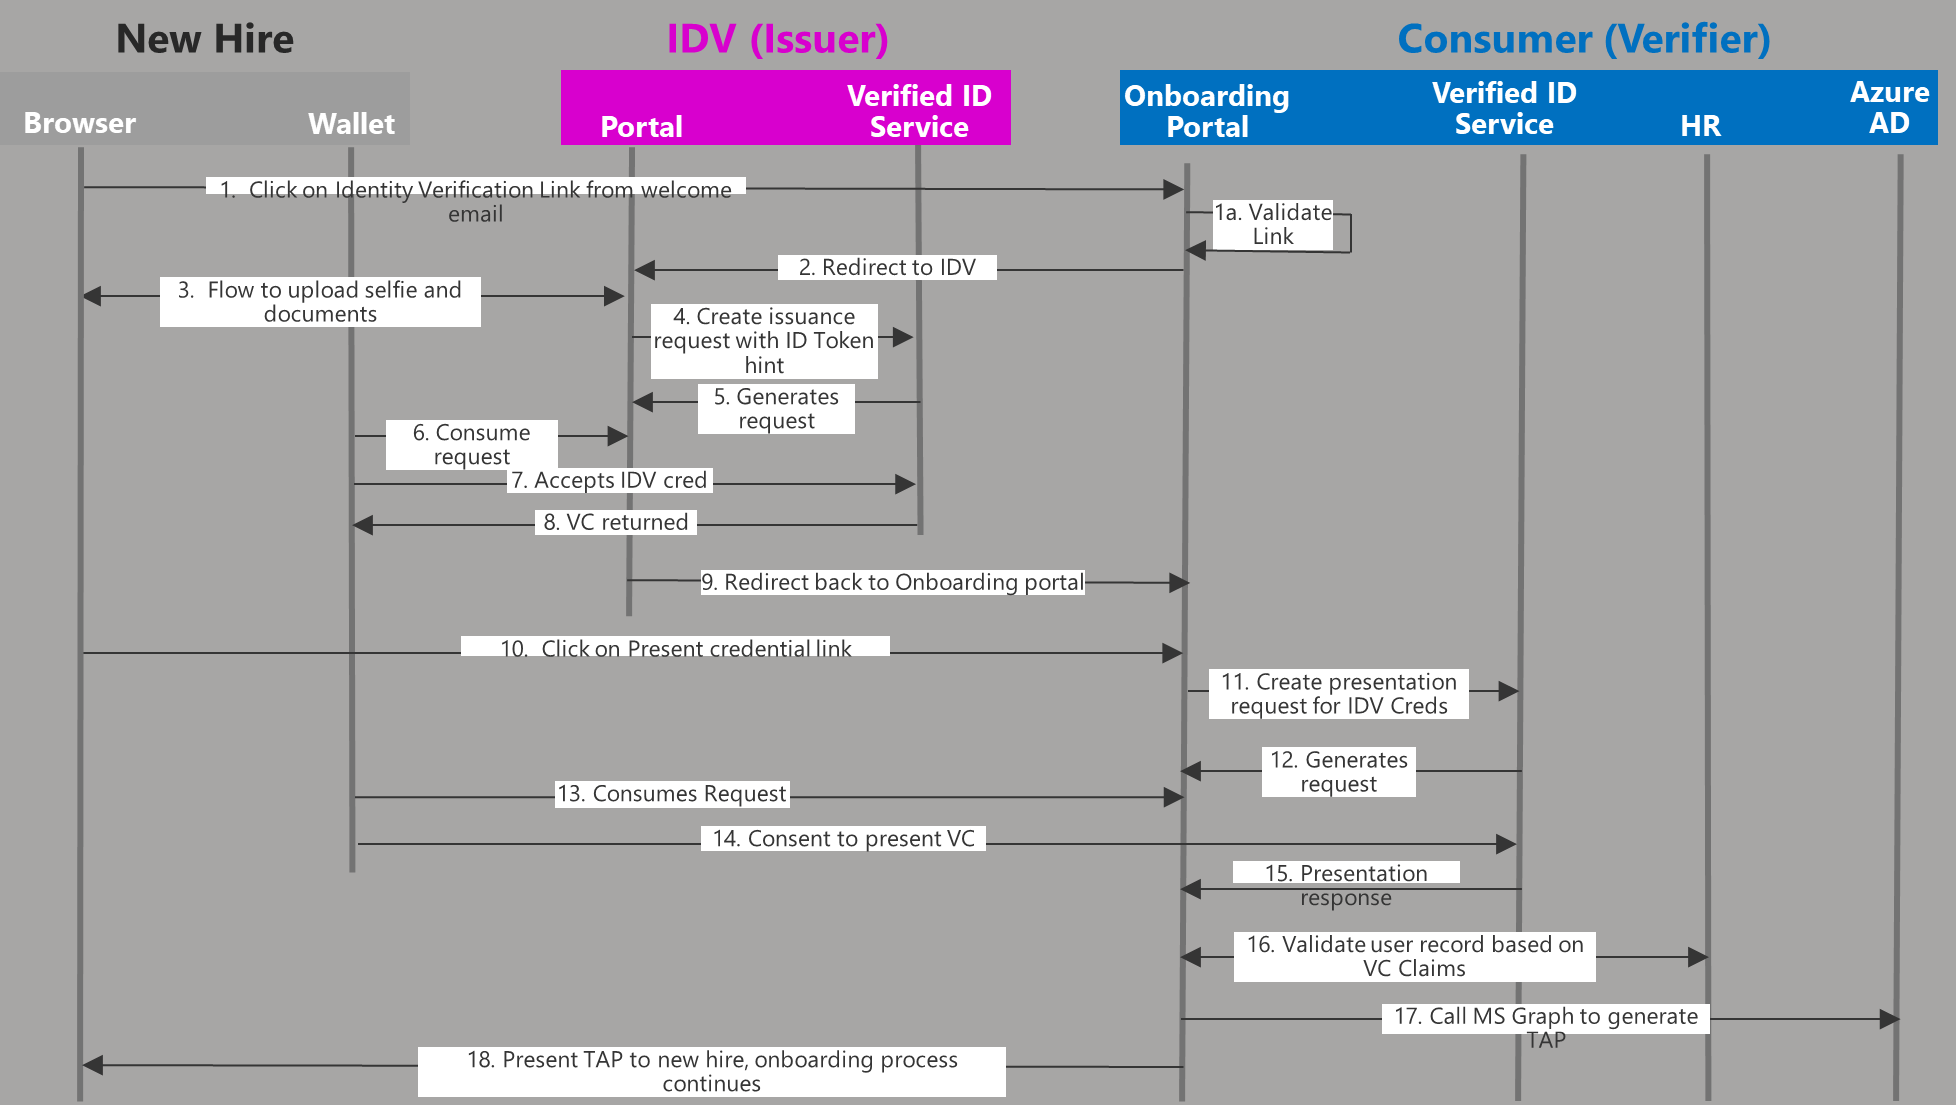 New Hire
IDV (Issuer)
Consumer (Verifier)
Browser
Wallet
Portal
Verified ID
Service
Onboarding
Portal
Verified ID
Service
HR
Azure
AD
1. Click on Identity Verification Link from welcome
email
1a. Validate
Link
2. Redirect to IDV
3. Flow to upload selfie and
documents
4. Create issuance
request with ID Token
hint
5. Generates
request
6. Consume
request
7. Accepts IDV cred
8. VC returned
9. Redirect back to Onboarding portal
10. Click on Present credential link
11. Create presentation
request for IDV Creds
12. Generates
request
13. Consumes Request
14. Consent to present VC
15. Presentation
response
16. Validate user record based on
VC Claims
17. Call MS Graph to generate
TAP
18. Present TAP to new hire, onboarding process
continues